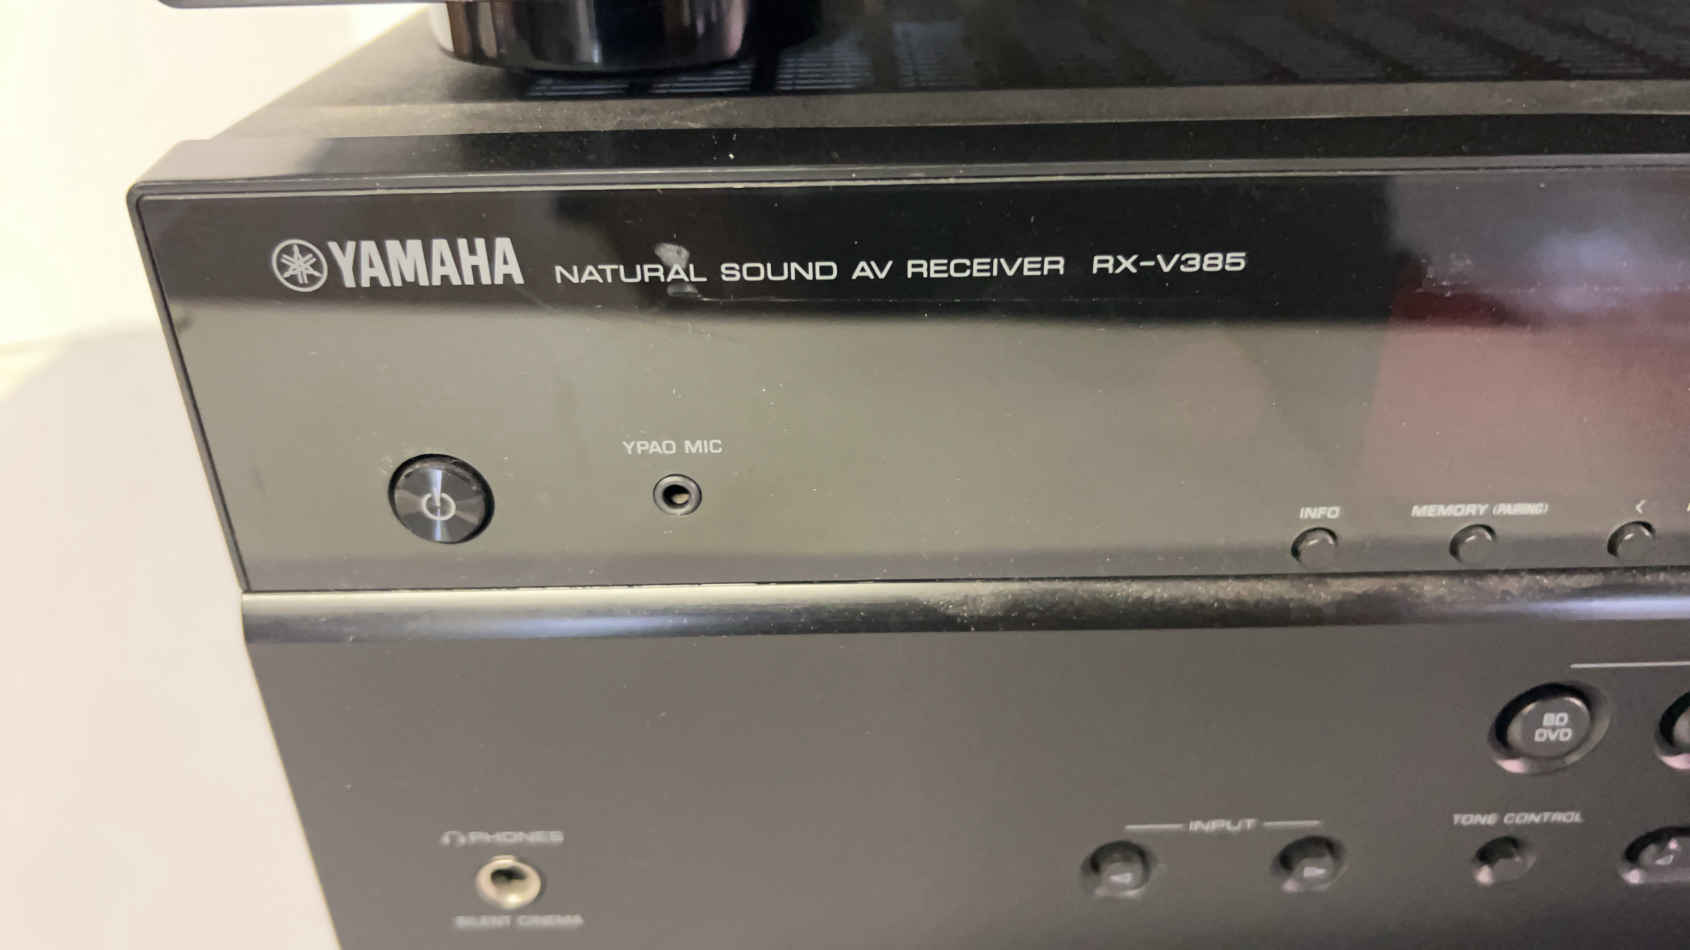 YAMAHA NATURAL SOUND AV RECEIVER RX-V385
YPAO MIC
INFO MEMORY (PAIRING) <
BD
DVD
INPUT
TONE CONTROL
PHONES
SILENT CINEMA